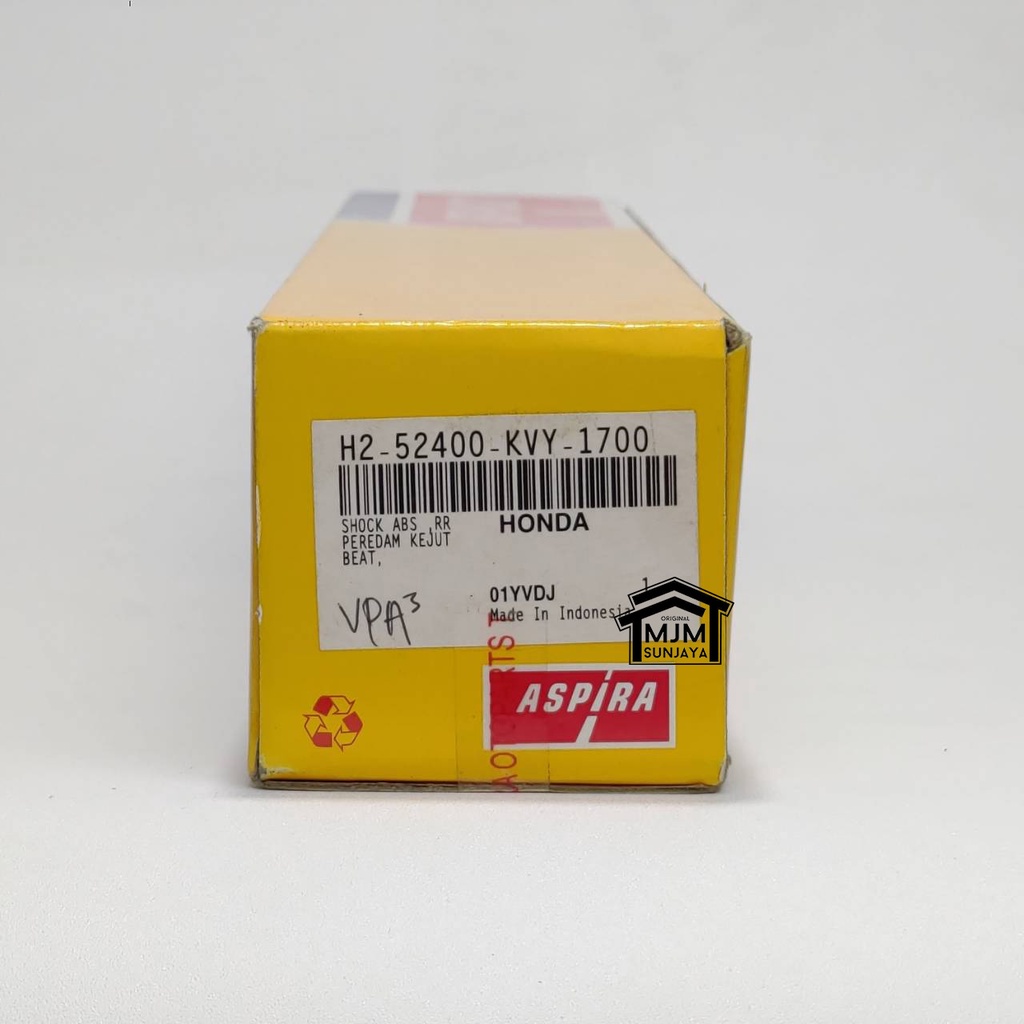 H2-52400-KVY-1700
SHOCK ABS ,RR
HONDA
PEREDAM KEJUT
BEAT,
01YVDJ
1
Made In Indonesia
VPA³
ORIGINAL
MJM
SUNJAYA
ASPIRA